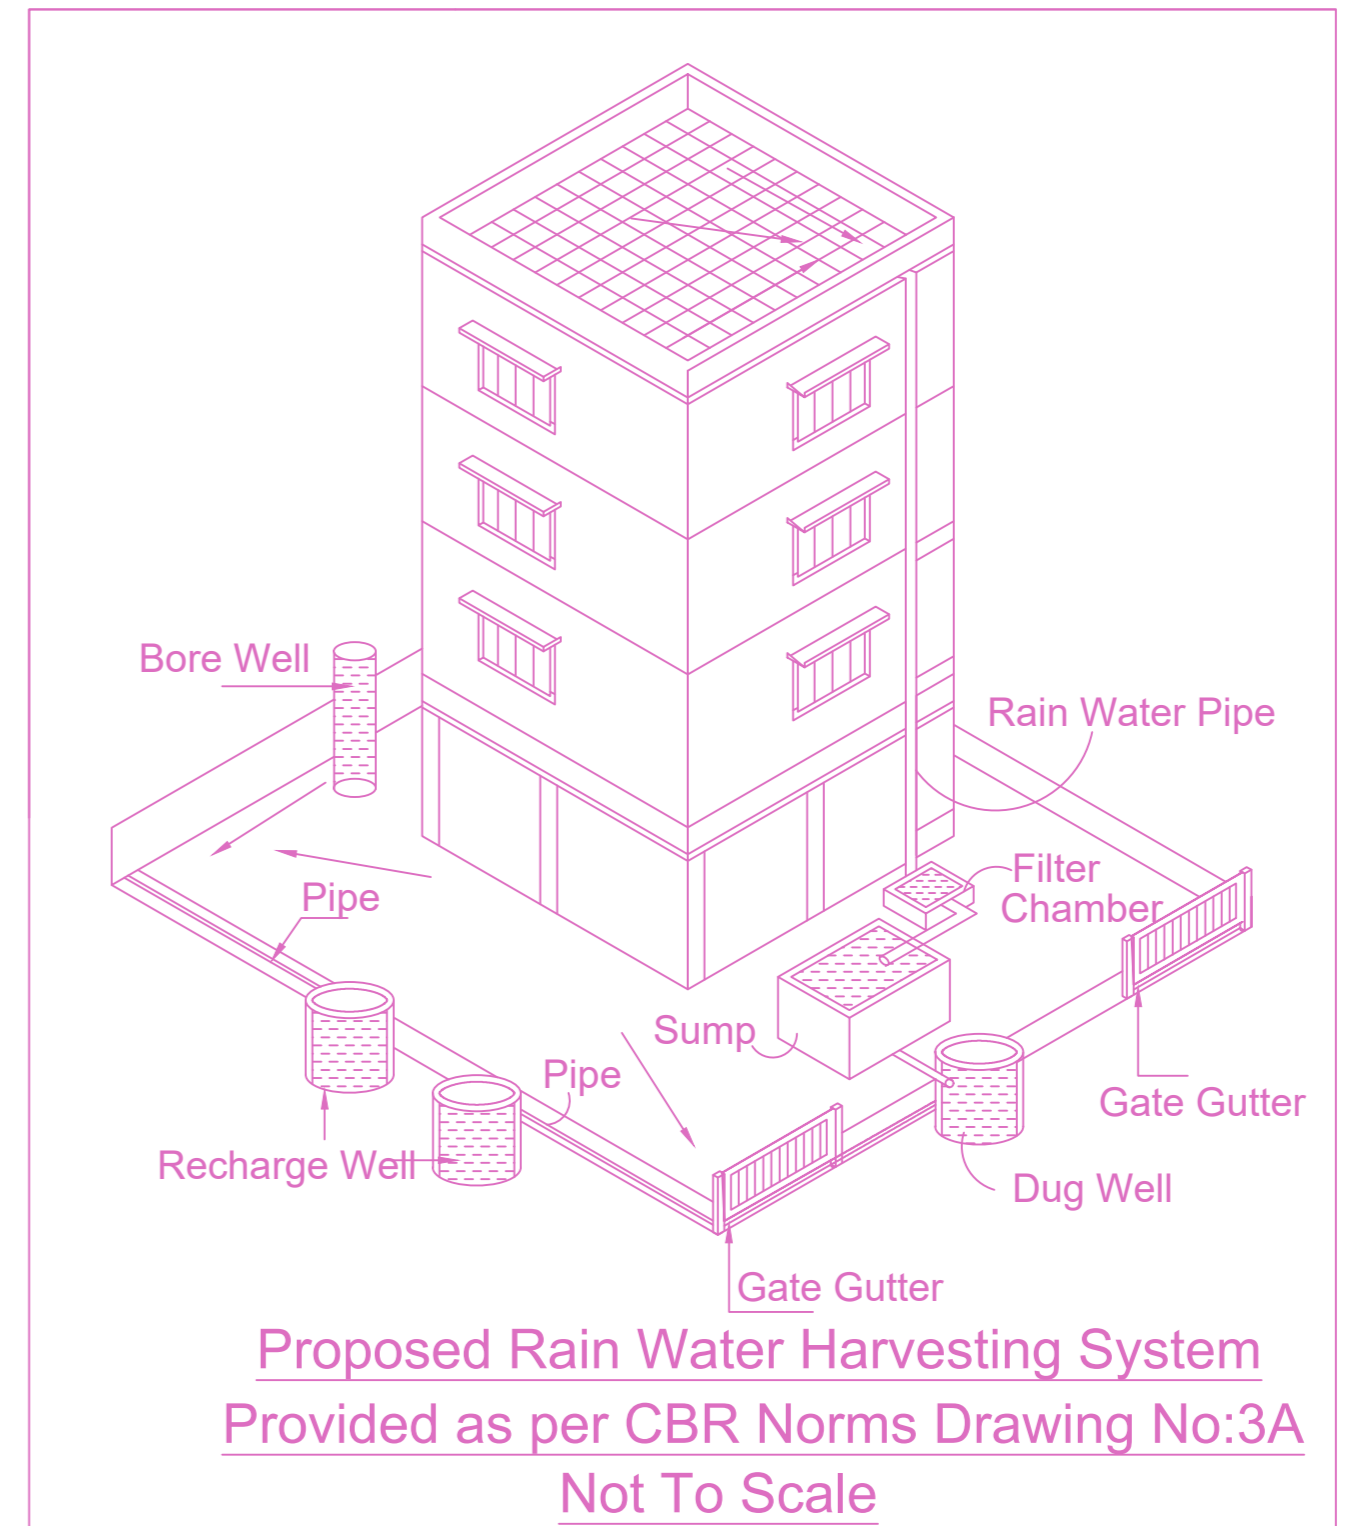 Bore Well
Rain Water Pipe
Filter
Chamber
Pipe
Sump
Pipe
Gate Gutter
Recharge Well
Dug Well
Gate Gutter
Proposed Rain Water Harvesting System
Provided as per CBR Norms Drawing No:3A
Not To Scale